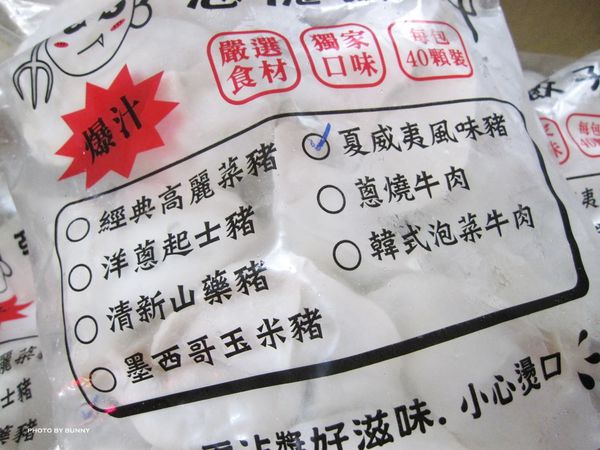 嚴選
食材
獨家
口味
每包
40顆裝
爆汁
經典高麗菜豬
洋蔥起士豬
清新山藥豬
墨西哥玉米豬
夏威夷風味豬
蔥燒牛肉
韓式泡菜牛肉
好滋味.小心燙口
PHOTO BY BUNNY